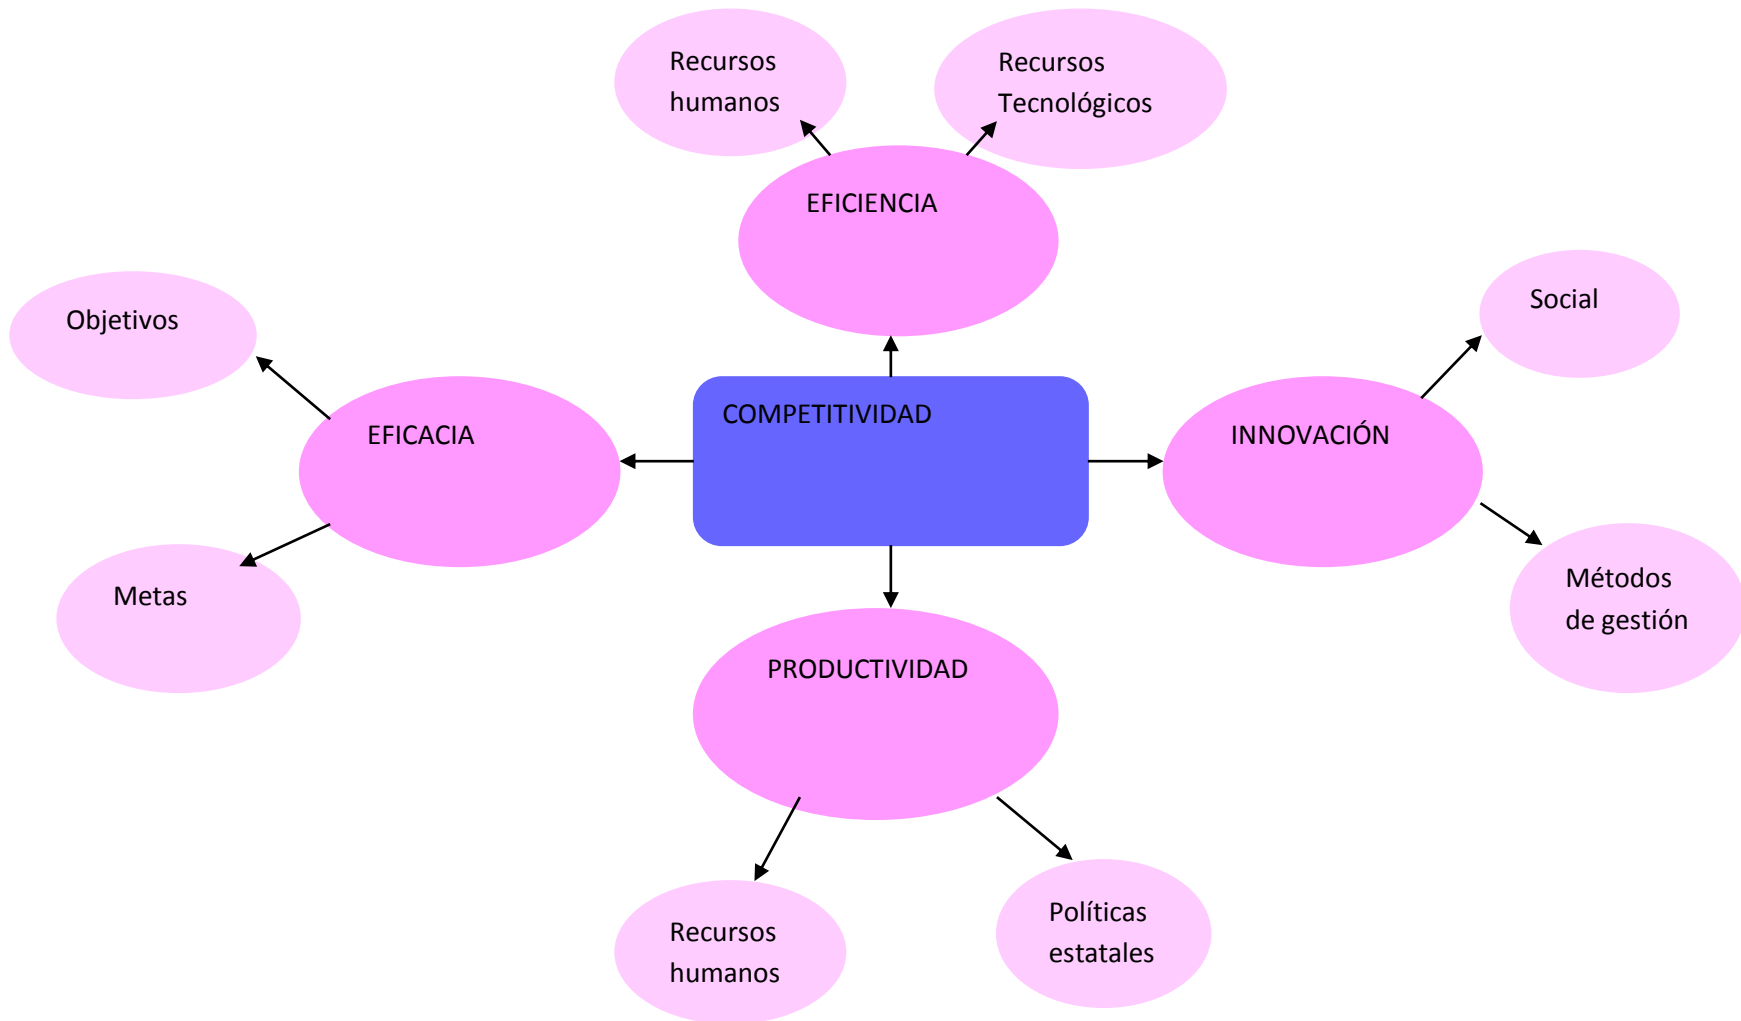 Recursos
humanos
Recursos
Tecnológicos
EFICIENCIA
Social
Objetivos
COMPETITIVIDAD
EFICACIA
INNOVACIÓN
Métodos
de gestión
Metas
PRODUCTIVIDAD
Políticas
estatales
Recursos
humanos